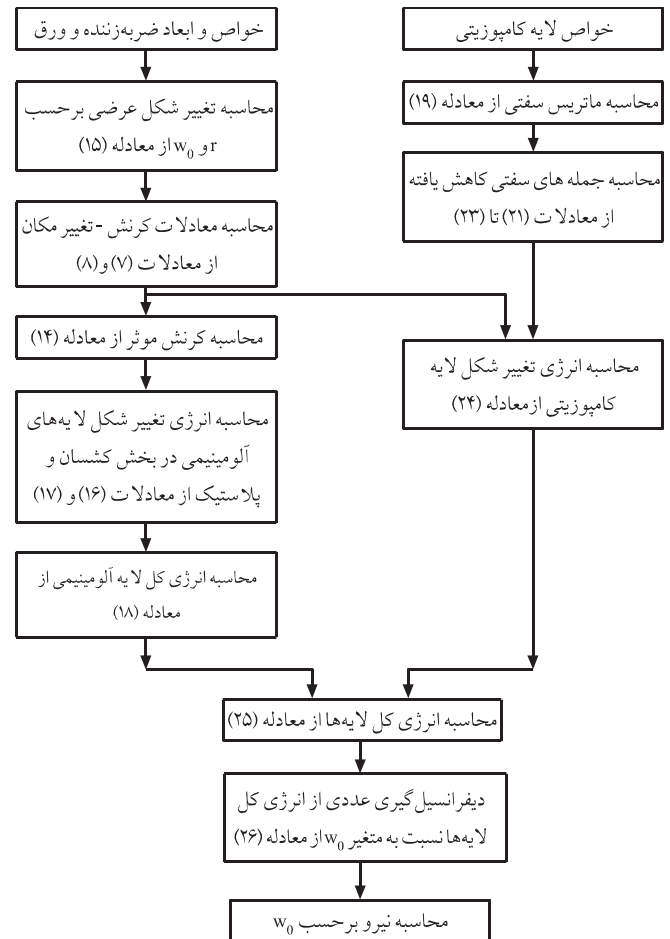 خواص و ابعاد ضربه‌زننده و ورق
محاسبه تغییر شکل عرضی برحسب
r و w0 از معادله (۱۵)
محاسبه معادلات کرنش - تغییر مکان
از معادلات (۷) و (۸)
محاسبه کرنش موثر از معادله (۱۴)
محاسبه انرژی تغییر شکل لایه‌های
آلومینیمی در بخش کشسان و
پلاستیک از معادلات (۱۶) و (۱۷)
محاسبه انرژی کل لایه آلومینیمی از
معادله (۱۸)
خواص لایه کامپوزیتی
محاسبه ماتریس سفتی از معادله (۱۹)
محاسبه جمله های سفتی کاهش یافته
از معادلات (۲۱) تا (۲۳)
محاسبه انرژی تغییر شکل لایه
کامپوزیتی از معادله (۲۴)
محاسبه انرژی کل لایه‌ها از معادله (۲۵)
دیفرانسیل‌گیری عددی از انرژی کل
لایه‌ها نسبت به متغیر w0 از معادله (۲۶)
محاسبه نیرو برحسب w0